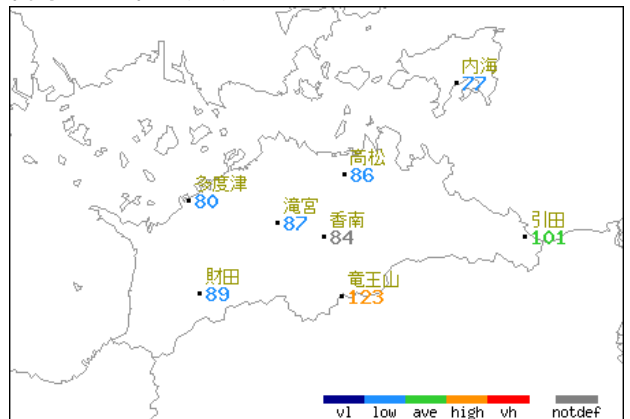 内海
77
高松
86
多度津
80
滝宮
87
香南
84
引田
101
財田
89
竜王山
123
vl low ave high vh notdef